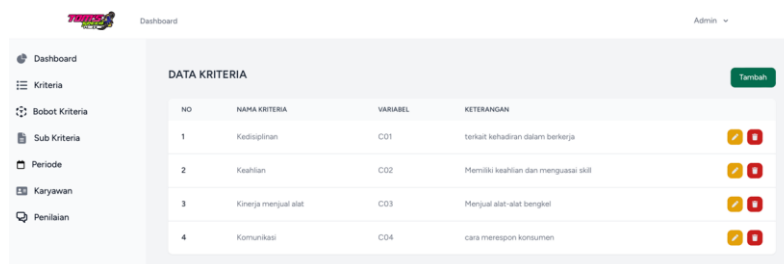 Dashboard
Admin
Dashboard
Kriteria
Bobot Kriteria
Sub Kriteria
Periode
Karyawan
Penilaian
DATA KRITERIA
Tambah
NO NAMA KRITERIA VARIABEL KETERANGAN
1 Kedisiplinan C01 terkait kehadiran dalam berkerja
2 Keahlian C02 Memiliki keahlian dan menguasai skill
3 Kinerja menjual alat C03 Menjual alat-alat bengkel
4 Komunikasi C04 cara merespon konsumen